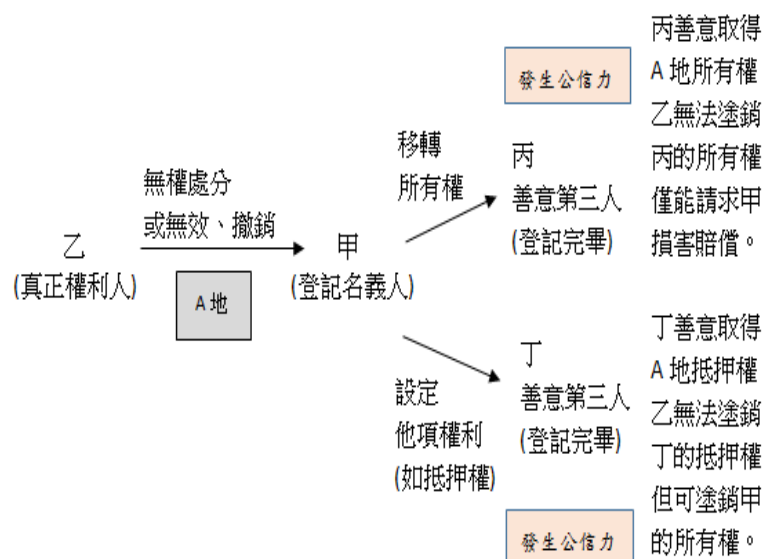 丙善意取得
A地所有權
乙無法塗銷
丙的所有權
僅能請求甲
損害賠償。
發生公信力
移轉
所有權
丙
善意第三人
(登記完畢)
無權處分
或無效、撤銷
乙
(真正權利人)
A地
甲
(登記名義人)
丁善意取得
A地抵押權
乙無法塗銷
丁的抵押權
但可塗銷甲
的所有權。
丁
善意第三人
(登記完畢)
設定
他項權利
(如抵押權)
發生公信力